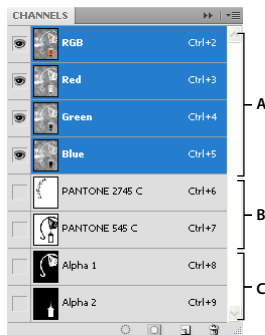 CHANNELS
RGB Ctrl+2
Red Ctrl+3
Green Ctrl+4
Blue Ctrl+5
A
PANTONE 2745 C Ctrl+6
PANTONE 545 C Ctrl+7
B
Alpha 1 Ctrl+8
Alpha 2 Ctrl+9
C